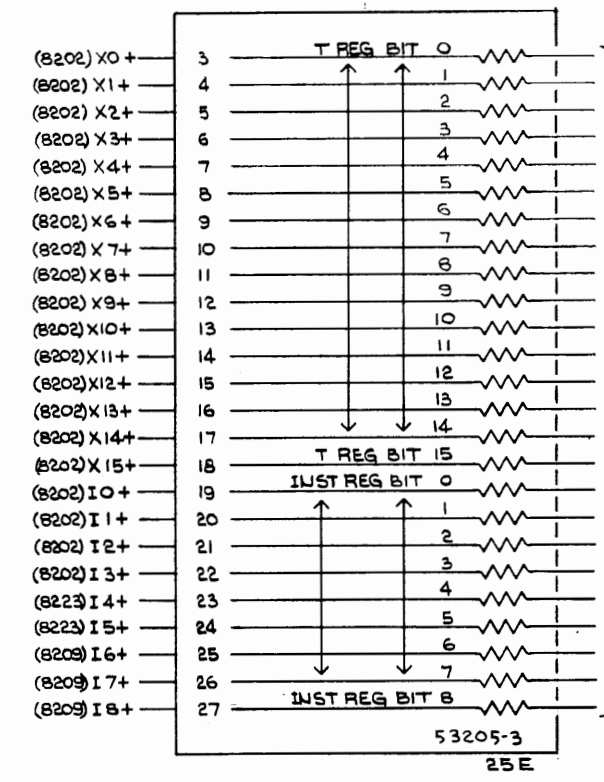 (8202) X0+ 3 T REG BIT 0
(8202) X1+ 4 1
(8202) X2+ 5 2
(8202) X3+ 6 3
(8202) X4+ 7 4
(8202) X5+ 8 5
(8202) X6+ 9 6
(8202) X7+ 10 7
(8202) X8+ 11 8
(8202) X9+ 12 9
(8202) X10+ 13 10
(8202) X11+ 14 11
(8202) X12+ 15 12
(8202) X13+ 16 13
(8202) X14+ 17 14
(8202) X15+ 18 T REG BIT 15
(8202) I0+ 19 INST REG BIT 0
(8202) I1+ 20 1
(8202) I2+ 21 2
(8202) I3+ 22 3
(8223) I4+ 23 4
(8223) I5+ 24 5
(8209) I6+ 25 6
(8209) I7+ 26 7
(8209) I8+ 27 INST REG BIT 8
53205-3
25E